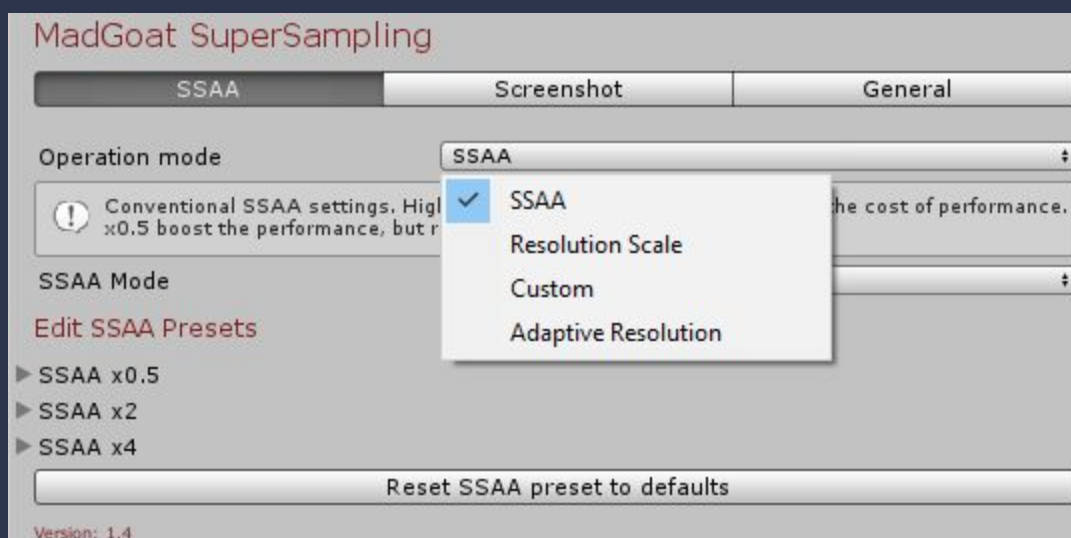 MadGoat SuperSampling
SSAA Screenshot General
Operation mode SSAA
SSAA
Resolution Scale
Custom
Adaptive Resolution
Conventional SSAA settings. he cost of performance.
x0.5 boost the performance, but
SSAA Mode
Edit SSAA Presets
SSAA x0.5
SSAA x2
SSAA x4
Reset SSAA preset to defaults
Version: 1.4